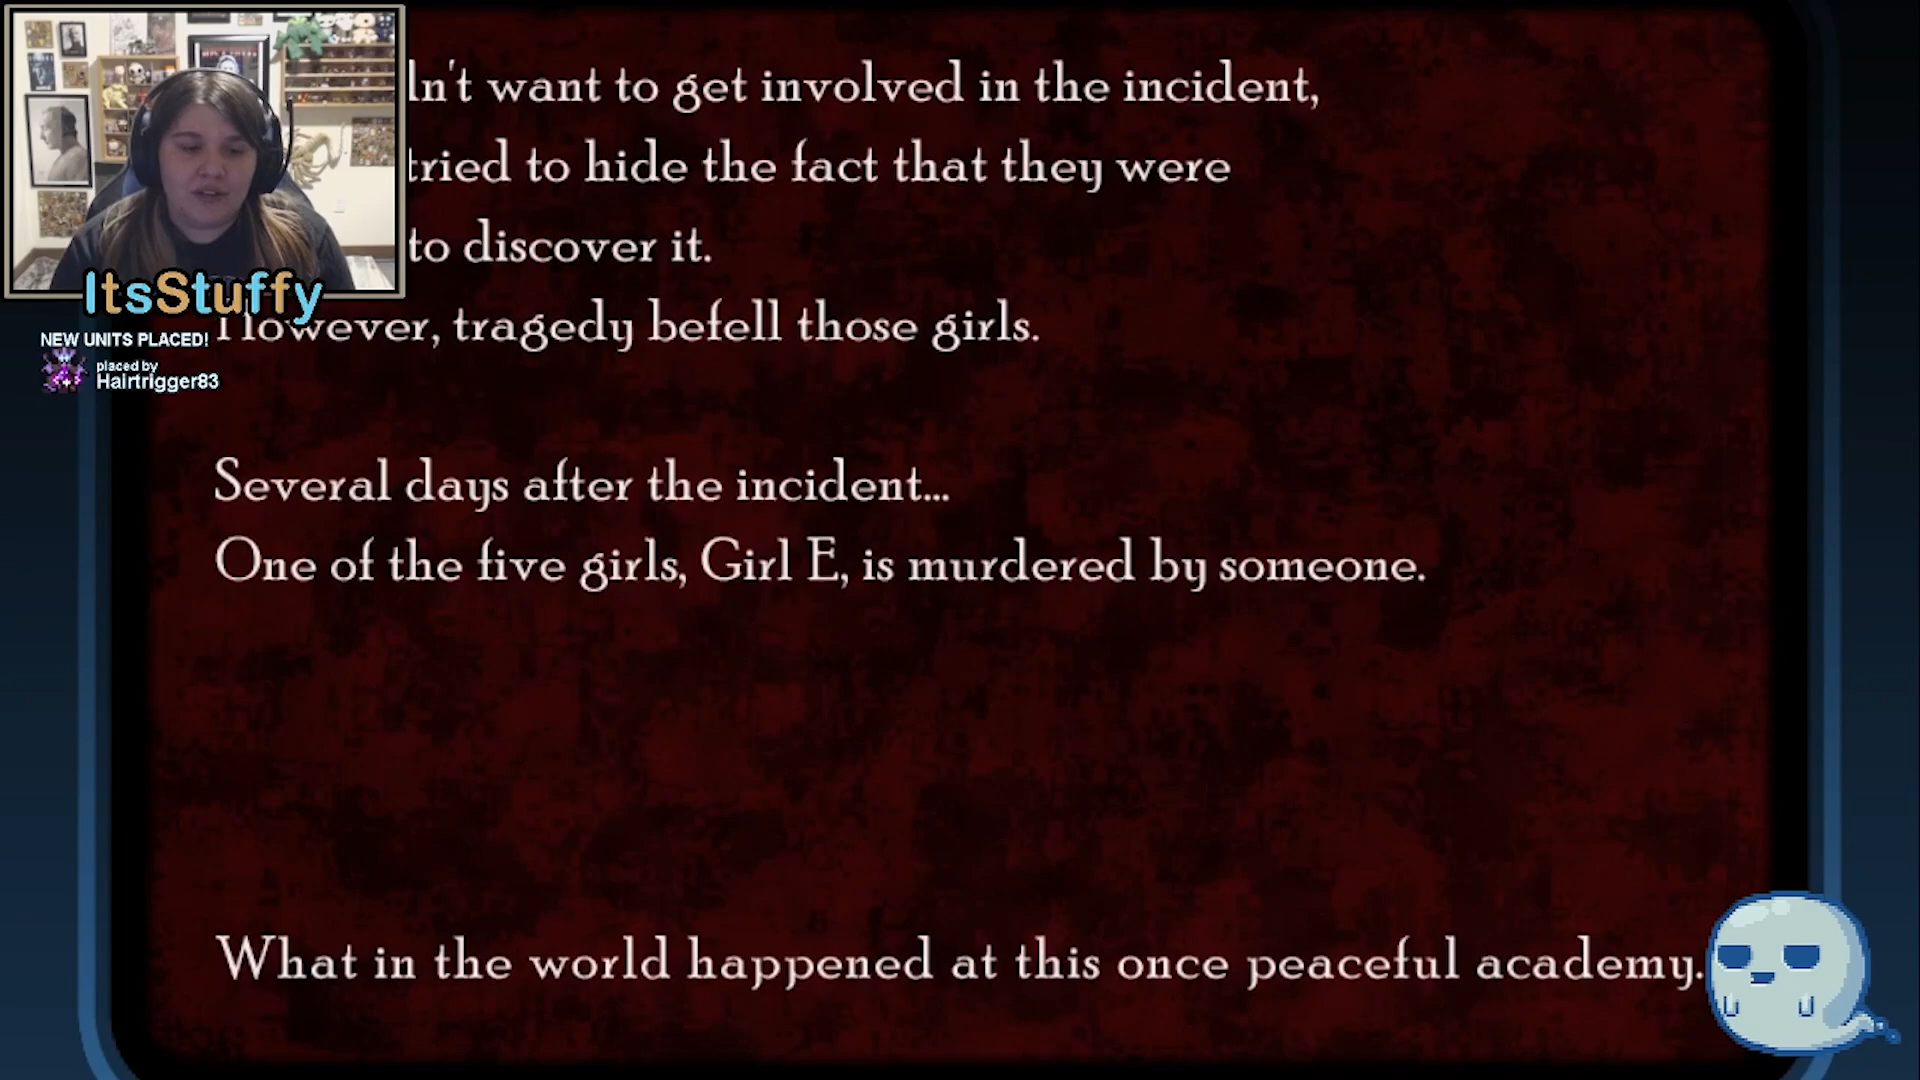 ln't want to get involved in the incident,
tried to hide the fact that they were
to discover it.
ItsStuffy
However, tragedy befell those girls.
NEW UNITS PLACED!
placed by
Hairtrigger83
Several days after the incident...
One of the five girls, Girl E, is murdered by someone.
What in the world happened at this once peaceful academy.